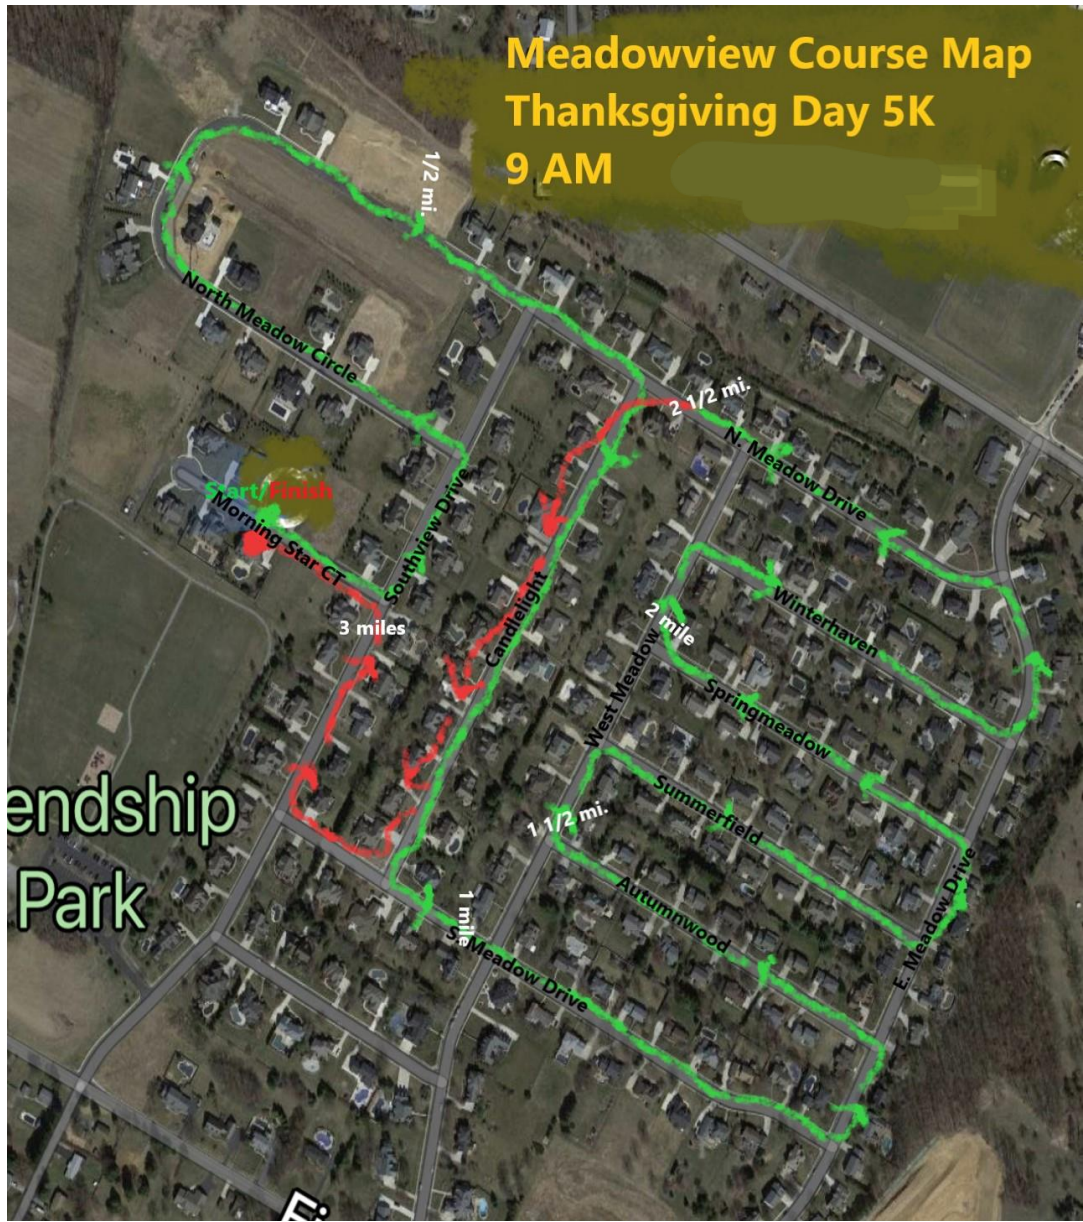 Meadowview Course Map
Thanksgiving Day 5K
9 AM
1/2 mi.
North Meadow Circle
2 1/2 mi.
N. Meadow Drive
Start/Finish
Morning Star CT
Southview Drive
3 miles
Candlelight
Winterhaven
2 mile
West Meadow
Springmeadow
Summerfield
1 1/2 mi.
Autumnwood
E. Meadow Drive
endship
Park
1 mile
S. Meadow Drive
Fi